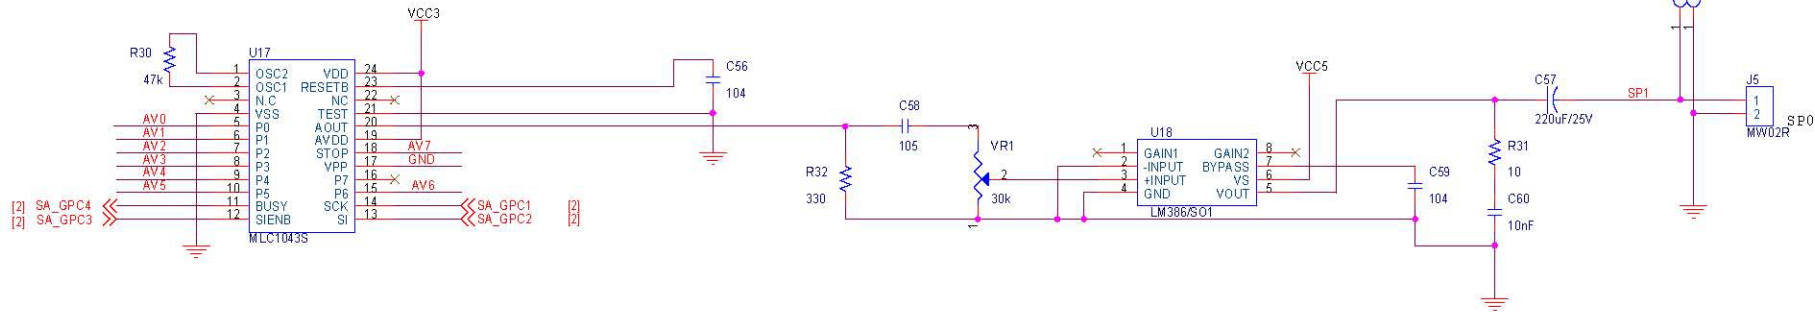 VCC3
R30
47k
U17
1 OSC2 VDD 24
2 OSC1 RESETB 23
3 N.C NC 22
4 VSS TEST 21
AV0 5 P0 AOUT 20
AV1 6 P1 AVDD 19
AV2 7 P2 STOP 18 AV7
AV3 8 P3 VPP 17 GND
AV4 9 P4 P7 16
AV5 10 P5 P6 15 AV6
[2] SA_GPC4 11 BUSY SCK 14 SA_GPC1 [2]
[2] SA_GPC3 12 SIENB SI 13 SA_GPC2 [2]
MLC1043S
C56
104
C58
105
R32
330
3
VR1
2
30k
1
VCC5
U18
1 GAIN1 GAIN2 8
2 -INPUT BYPASS 7
3 +INPUT VS 6
4 GND VOUT 5
LM386/SO1
C59
104
C57
220uF/25V
R31
10
C60
10nF
SP1
1
1
J5
1
2
MW02R
SPO